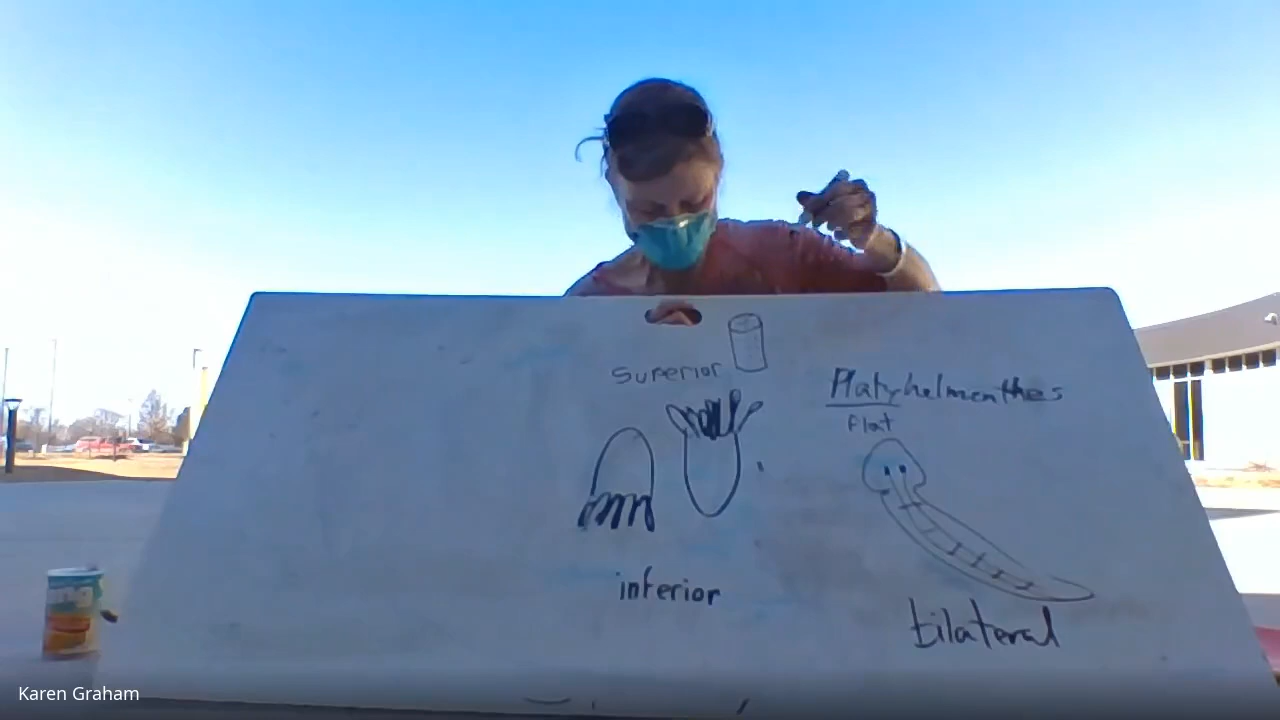 Superior
Platyhelmenthes
flat
inferior
bilateral
Karen Graham